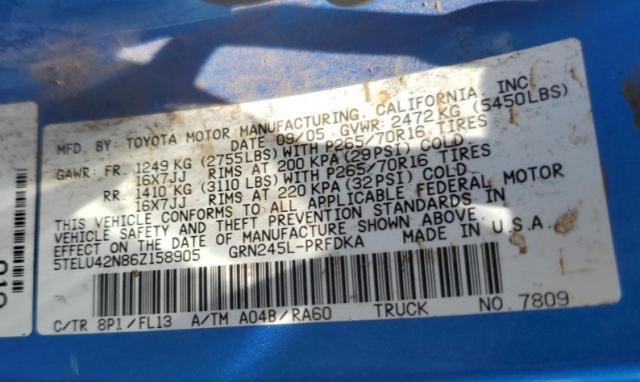 MFD. BY: TOYOTA MOTOR MANUFACTURING, CALIFORNIA, INC.
DATE 09/05 GVWR: 2472 KG (5450LBS)
GAWR: FR. 1249 KG (2755LBS) WITH P265/70R16 TIRES
16X7JJ RIMS AT 200 KPA (29PSI) COLD
RR. 1410 KG (3110 LBS) WITH P265/70R16 TIRES
16X7JJ RIMS AT 220 KPA (32PSI) COLD
THIS VEHICLE CONFORMS TO ALL APPLICABLE FEDERAL MOTOR
VEHICLE SAFETY AND THEFT PREVENTION STANDARDS IN
EFFECT ON THE DATE OF MANUFACTURE SHOWN ABOVE.
5TELU42N86Z158905 GRN245L-PRFDKA MADE IN U.S.A.
C/TR 8P1/FL13 A/TM A04B/RA60 TRUCK NO. 7809